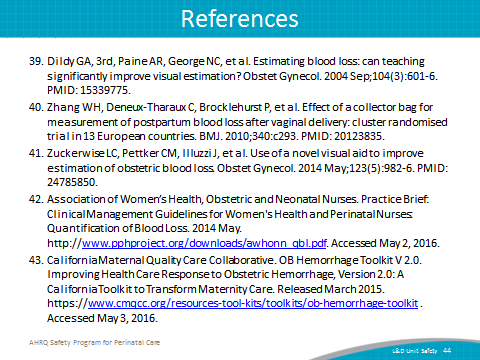 References
39. Dildy GA, 3rd, Paine AR, George NC, et al. Estimating blood loss: can teaching
significantly improve visual estimation? Obstet Gynecol. 2004 Sep;104(3):601-6.
PMID: 15339775.
40. Zhang WH, Deneux-Tharaux C, Brocklehurst P, et al. Effect of a collector bag for
measurement of postpartum blood loss after vaginal delivery: cluster randomised
trial in 13 European countries. BMJ. 2010;340:c293. PMID: 20123835.
41. Zuckerwise LC, Pettker CM, Illuzzi J, et al. Use of a novel visual aid to improve
estimation of obstetric blood loss. Obstet Gynecol. 2014 May;123(5):982-6. PMID:
24785850.
42. Association of Women’s Health, Obstetric and Neonatal Nurses. Practice Brief:
Clinical Management Guidelines for Women's Health and Perinatal Nurses:
Quantification of Blood Loss. 2014 May.
http://www.pphproject.org/downloads/awhonn_qbl.pdf. Accessed May 2, 2016.
43. California Maternal Quality Care Collaborative. OB Hemorrhage Toolkit V 2.0.
Improving Health Care Response to Obstetric Hemorrhage, Version 2.0: A
California Toolkit to Transform Maternity Care. Released March 2015.
https://www.cmqcc.org/resources-tool-kits/toolkits/ob-hemorrhage-toolkit .
Accessed May 3, 2016.
AHRQ Safety Program for Perinatal Care
L&D Unit Safety 44